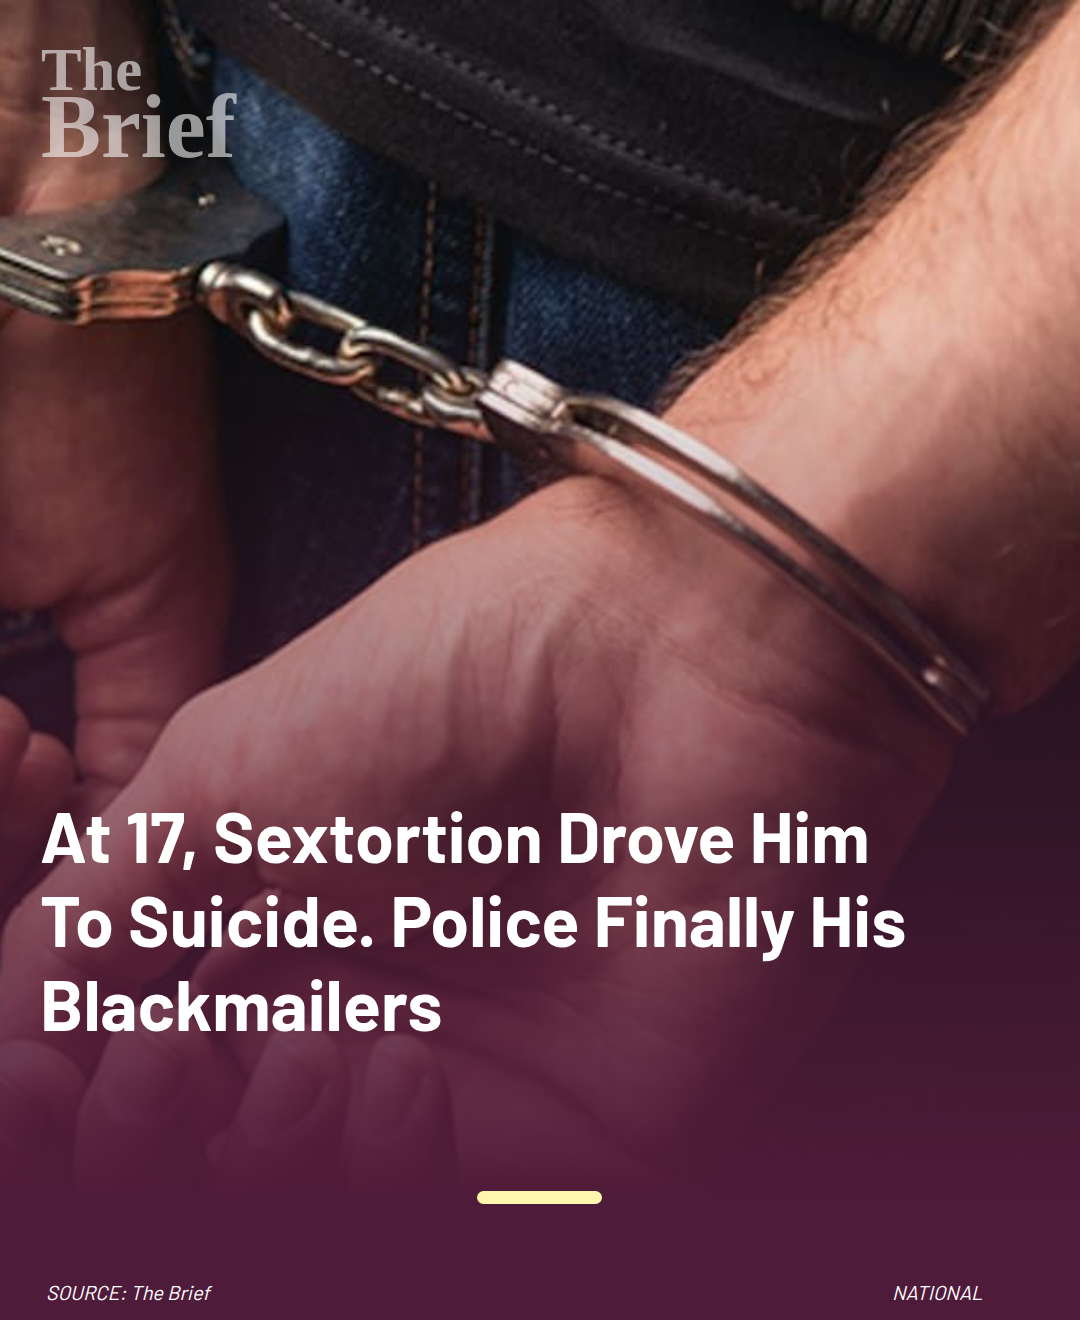 The
Brief
At 17, Sextortion Drove Him
To Suicide. Police Finally His
Blackmailers
SOURCE: The Brief
NATIONAL